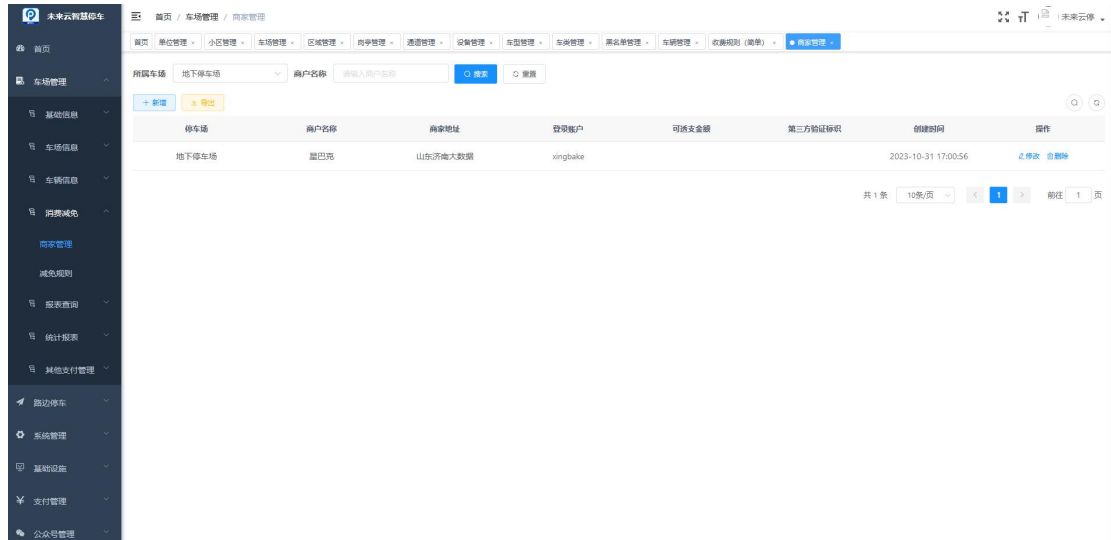 未来云智慧停车
首页 / 车场管理 / 商家管理
未来云停
首页 单位管理 × 小区管理 × 车场管理 × 区域管理 × 岗亭管理 × 通道管理 × 设备管理 × 车型管理 × 车类管理 × 黑名单管理 × 车辆管理 × 收费规则（简单） × 商家管理 ×
首页
车场管理
基础信息
车场信息
车辆信息
消费减免
商家管理
减免规则
报表查询
统计报表
其他支付管理
路边停车
系统管理
基础设施
支付管理
公众号管理
所属车场 地下停车场 商户名称 请输入商户名称 搜索 重置
+ 新增 导出
停车场 商户名称 商家地址 登录账户 可透支金额 第三方验证标识 创建时间 操作
地下停车场 星巴克 山东济南大数据 xingbake 2023-10-31 17:00:56 修改 删除
共 1 条 10条/页 < 1 > 前往 1 页